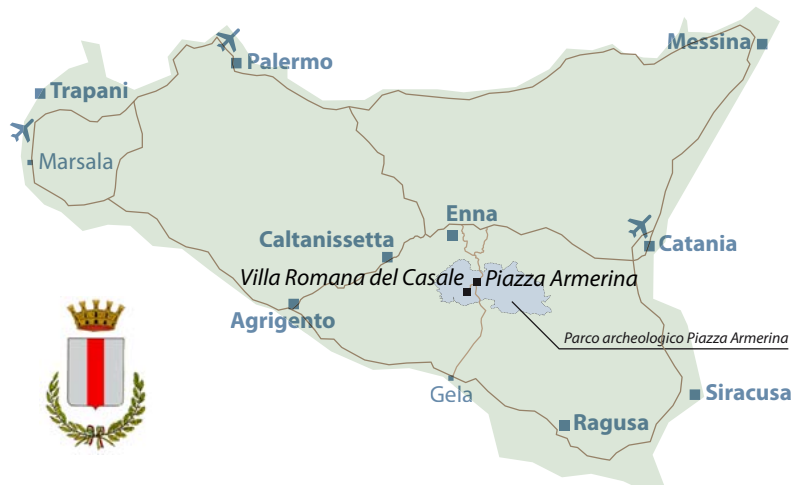 Messina
Palermo
Trapani
Marsala
Enna
Caltanissetta
Catania
Villa Romana del Casale
Piazza Armerina
Agrigento
Parco archeologico Piazza Armerina
Gela
Siracusa
Ragusa